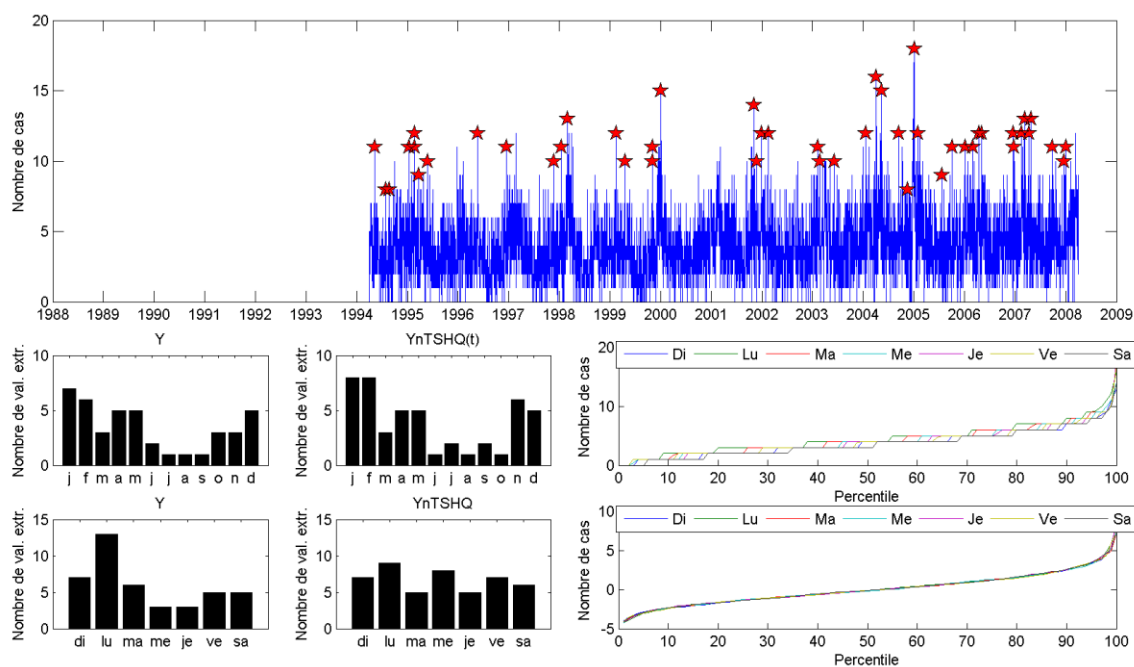 20
15
10
5
0
Nombre de cas
1988 1989 1990 1991 1992 1993 1994 1995 1996 1997 1998 1999 2000 2001 2002 2003 2004 2005 2006 2007 2008 2009
Y
10
5
0
Nombre de val. extr.
j f m a m j j a s o n d
YnTSHQ(t)
10
5
0
Nombre de val. extr.
j f m a m j j a s o n d
20
10
0
Nombre de cas
Di Lu Ma Me Je Ve Sa
0 10 20 30 40 50 60 70 80 90 100
Percentile
Y
15
10
5
0
Nombre de val. extr.
di lu ma me je ve sa
YnTSHQ
15
10
5
0
Nombre de val. extr.
di lu ma me je ve sa
10
5
0
-5
Nombre de cas
Di Lu Ma Me Je Ve Sa
0 10 20 30 40 50 60 70 80 90 100
Percentile